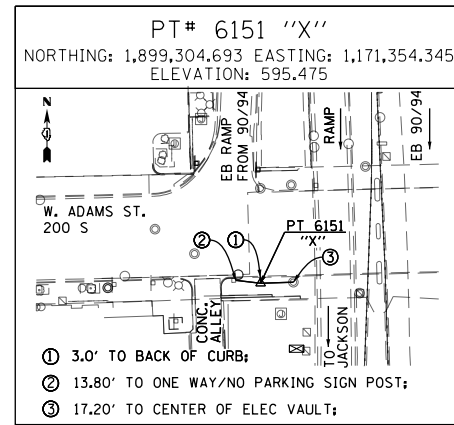 PT# 6151 "X"
NORTHING: 1,899,304.693 EASTING: 1,171,354.345
ELEVATION: 595.475
N
EB RAMP
FROM 90/94
RAMP
EB 90/94
W. ADAMS ST.
200 S
PT 6151
"X"
② ① ③
CONC.
ALLEY
TO
JACKSON
① 3.0' TO BACK OF CURB;
② 13.80' TO ONE WAY/NO PARKING SIGN POST;
③ 17.20' TO CENTER OF ELEC VAULT;